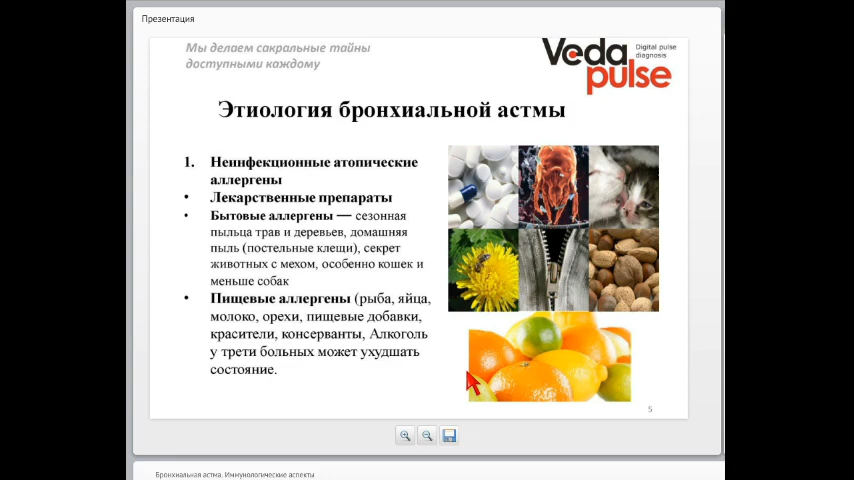 Презентация
Мы делаем сакральные тайны
доступными каждому
Veda pulse
Digital pulse
diagnosis
Этиология бронхиальной астмы
1. Неинфекционные атопические
аллергены
• Лекарственные препараты
• Бытовые аллергены — сезонная
пыльца трав и деревьев, домашняя
пыль (постельные клещи), секрет
животных с мехом, особенно кошек и
меньше собак
• Пищевые аллергены (рыба, яйца,
молоко, орехи, пищевые добавки,
красители, консерванты, Алкоголь
у трети больных может ухудшать
состояние.
5
Бронхиальная астма. Иммунологические аспекты